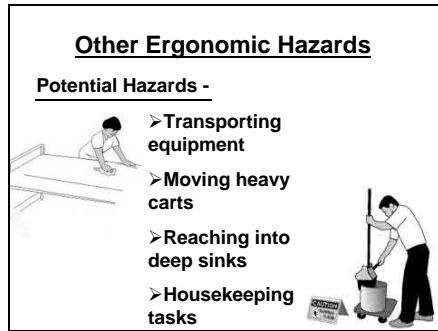 Other Ergonomic Hazards
Potential Hazards -
➢Transporting
equipment
➢Moving heavy
carts
➢Reaching into
deep sinks
➢Housekeeping
tasks
CAUTION